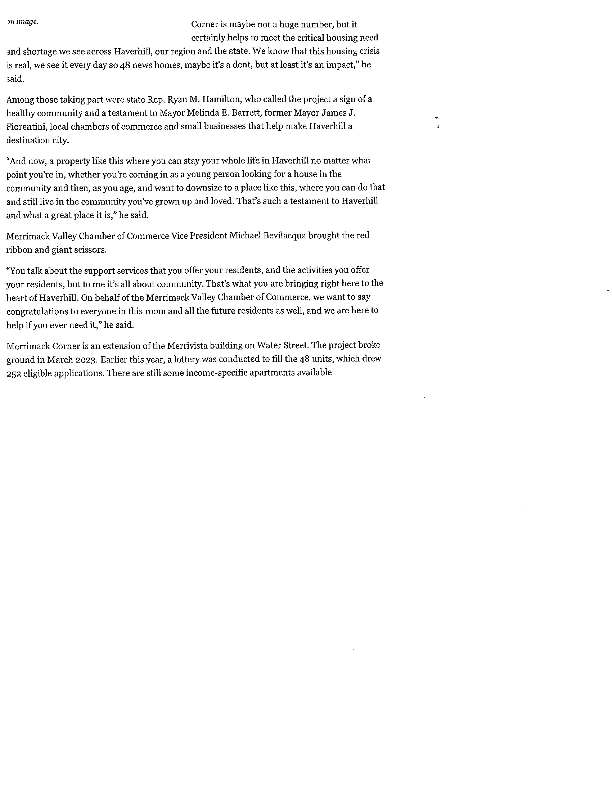 on image.
Corner is maybe not a huge number, but it
certainly helps to meet the critical housing need
and shortage we see across Haverhill, our region and the state. We know that this housing crisis
is real, we see it every day so 48 news homes, maybe it's a dent, but at least it's an impact," he
said.
Among those taking part were state Rep. Ryan M. Hamilton, who called the project a sign of a
healthy community and a testament to Mayor Melinda E. Barrett, former Mayor James J.
Fiorentini, local chambers of commerce and small businesses that help make Haverhill a
destination city.
"And now, a property like this where you can stay your whole life in Haverhill no matter what
point you're in, whether you're coming in as a young person looking for a house in the
community and then, as you age, and want to downsize to a place like this, where you can do that
and still live in the community you've grown up and loved. That's such a testament to Haverhill
and what a great place it is," he said.
Merrimack Valley Chamber of Commerce Vice President Michael Bevilacqua brought the red
ribbon and giant scissors.
"You talk about the support services that you offer your residents, and the activities you offer
your residents, but to me it's all about community. That's what you are bringing right here to the
heart of Haverhill. On behalf of the Merrimack Valley Chamber of Commerce, we want to say
congratulations to everyone in this room and all the future residents as well, and we are here to
help if you ever need it," he said.
Merrimack Corner is an extension of the Merrivista building on Water Street. The project broke
ground in March 2023. Earlier this year, a lottery was conducted to fill the 48 units, which drew
252 eligible applications. There are still some income-specific apartments available